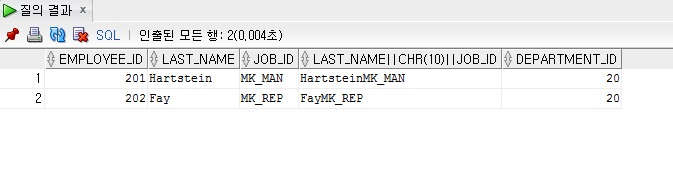 질의 결과 x
SQL | 인출된 모든 행: 2(0,004초)
EMPLOYEE_ID LAST_NAME JOB_ID LAST_NAME||CHR(10)||JOB_ID DEPARTMENT_ID
1 201 Hartstein MK_MAN HartsteinMK_MAN 20
2 202 Fay MK_REP FayMK_REP 20